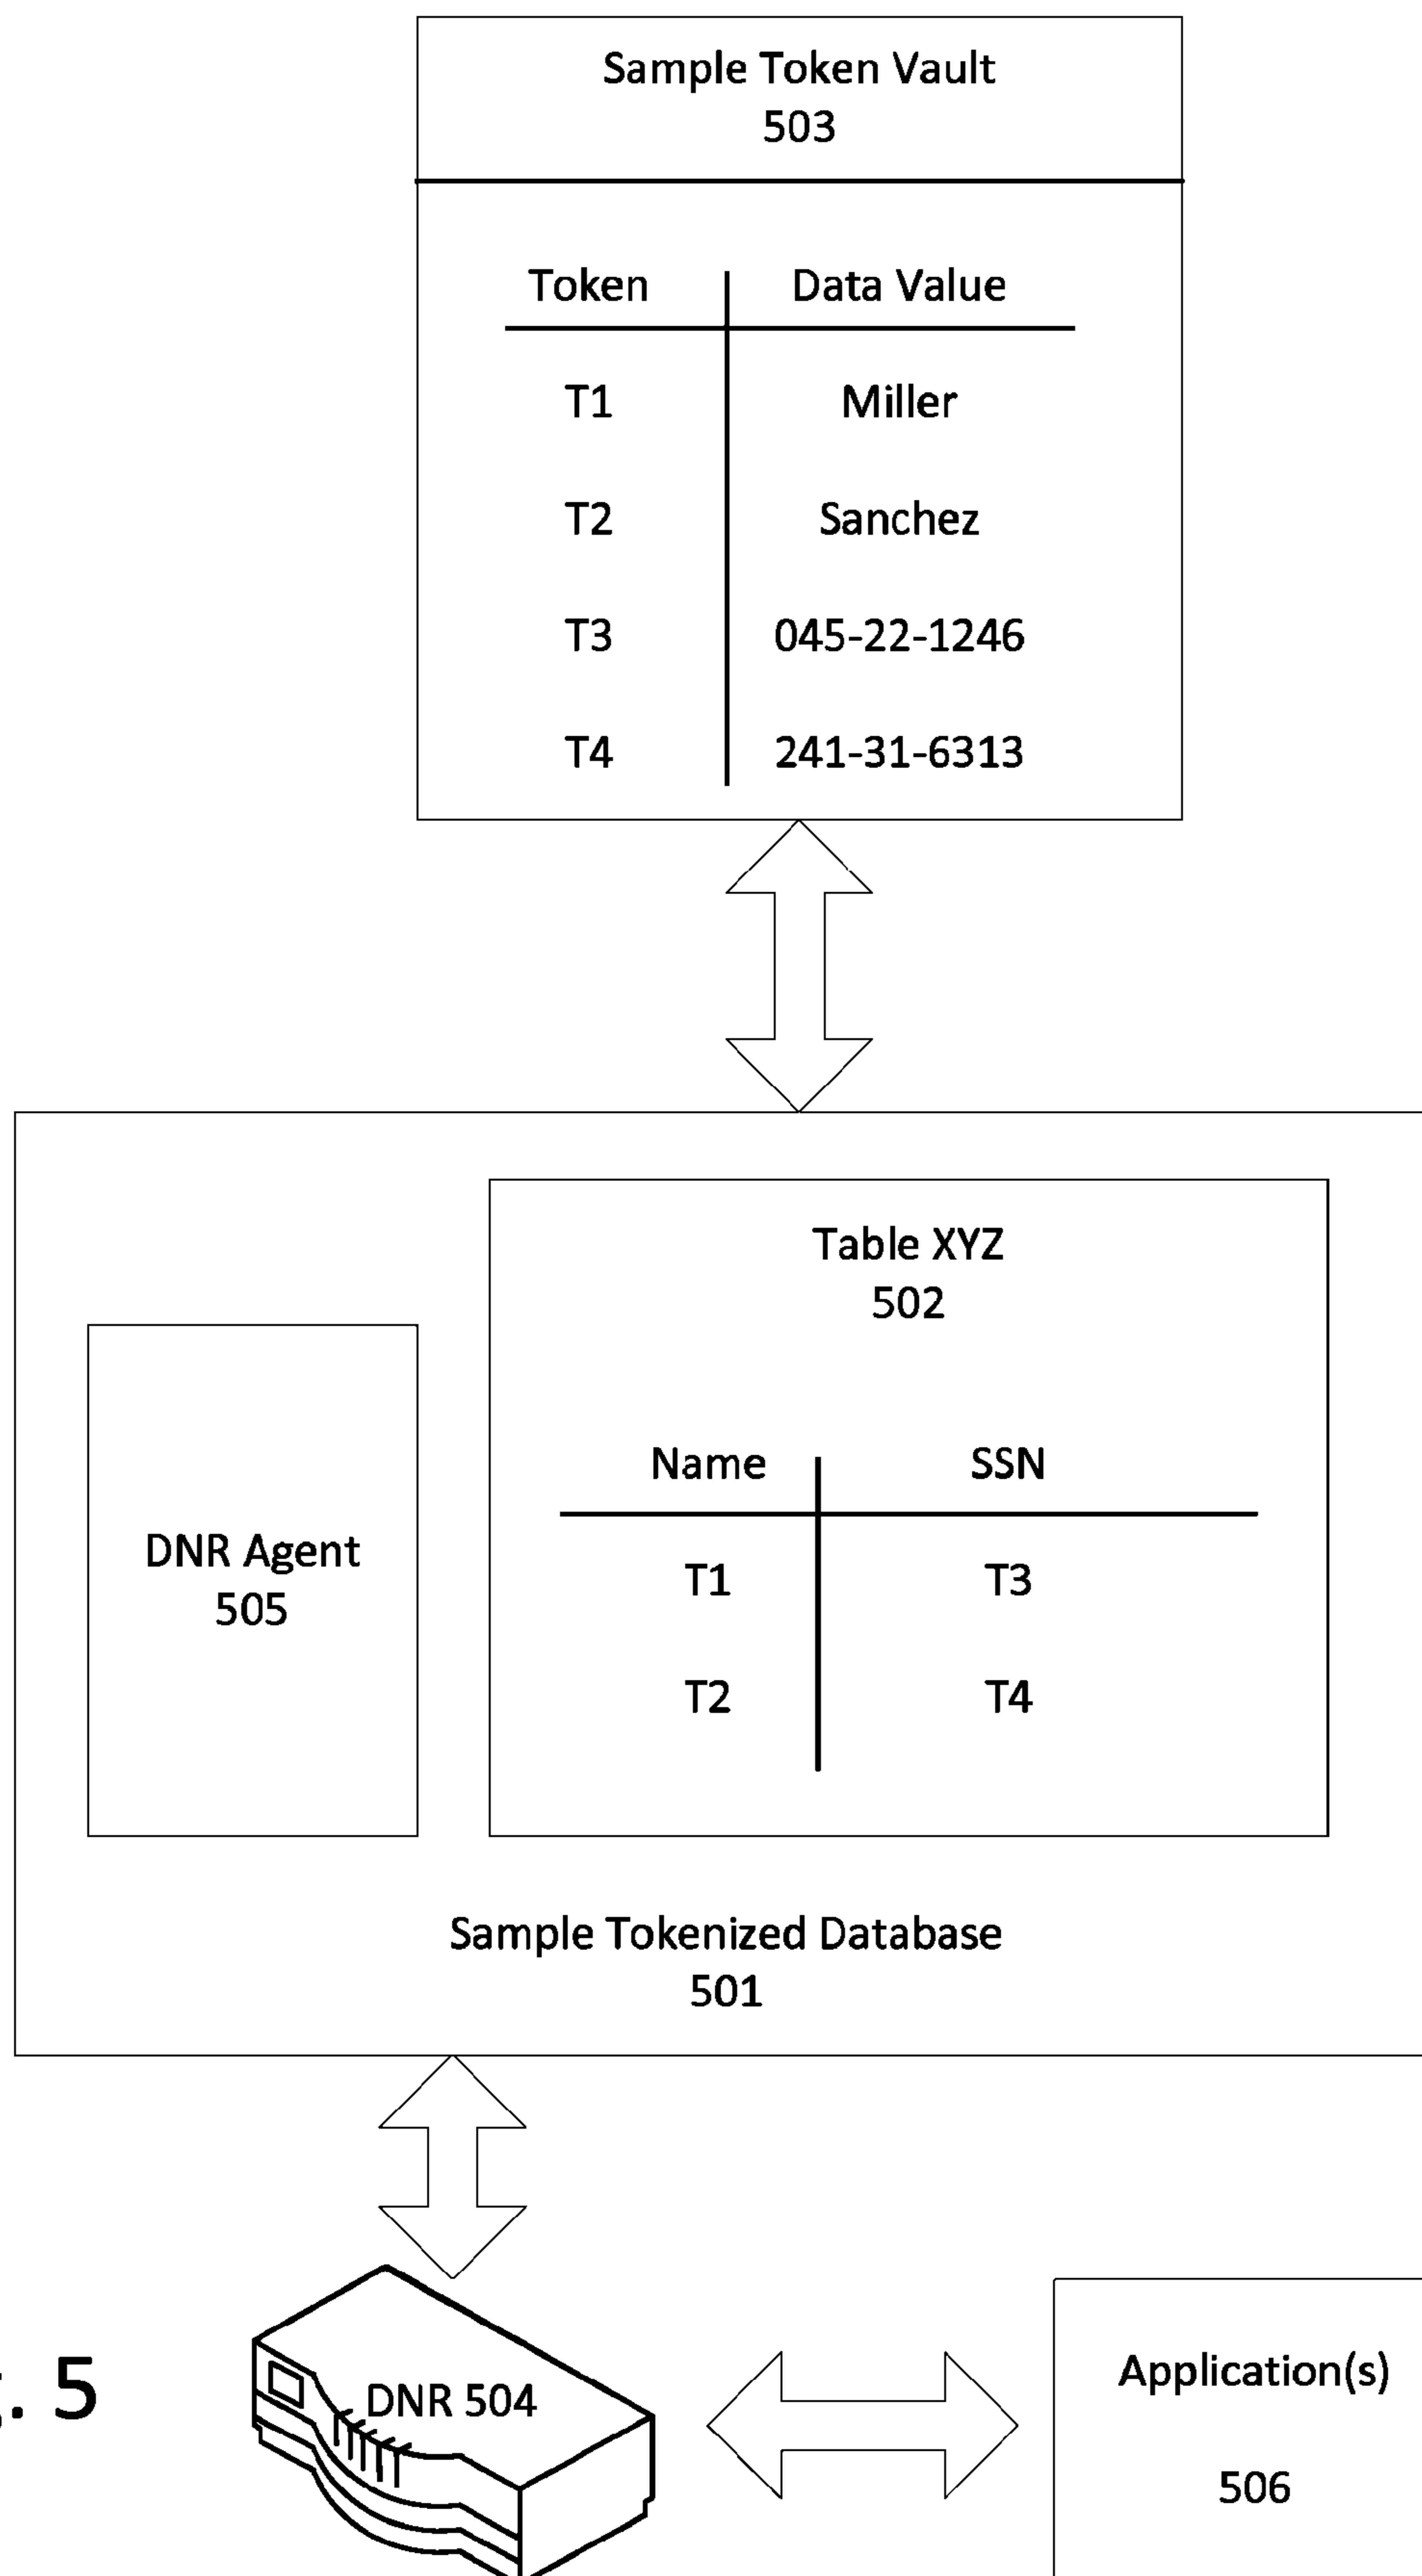 Sample Token Vault
503
Token Data Value
T1 Miller
T2 Sanchez
T3 045-22-1246
T4 241-31-6313
Table XYZ
502
Name SSN
T1 T3
T2 T4
DNR Agent
505
Sample Tokenized Database
501
DNR 504
Application(s)
506
. 5